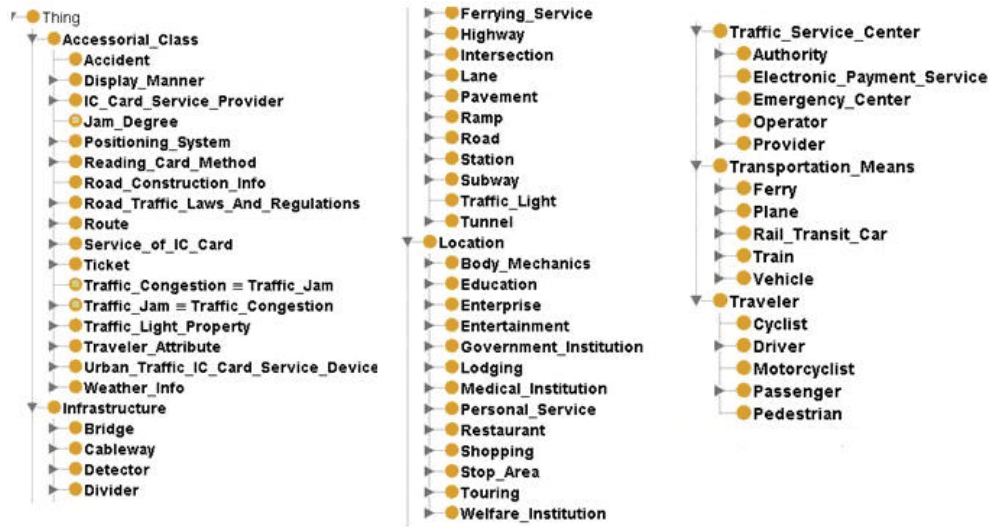 Thing
Accessorial_Class
Accident
Display_Manner
IC_Card_Service_Provider
Jam_Degree
Positioning_System
Reading_Card_Method
Road_Construction_Info
Road_Traffic_Laws_And_Regulations
Route
Service_of_IC_Card
Ticket
Traffic_Congestion ≡ Traffic_Jam
Traffic_Jam ≡ Traffic_Congestion
Traffic_Light_Property
Traveler_Attribute
Urban_Traffic_IC_Card_Service_Device
Weather_Info
Infrastructure
Bridge
Cableway
Detector
Divider
Ferrying_Service
Highway
Intersection
Lane
Pavement
Ramp
Road
Station
Subway
Traffic_Light
Tunnel
Location
Body_Mechanics
Education
Enterprise
Entertainment
Government_Institution
Lodging
Medical_Institution
Personal_Service
Restaurant
Shopping
Stop_Area
Touring
Welfare_Institution
Traffic_Service_Center
Authority
Electronic_Payment_Service
Emergency_Center
Operator
Provider
Transportation_Means
Ferry
Plane
Rail_Transit_Car
Train
Vehicle
Traveler
Cyclist
Driver
Motorcyclist
Passenger
Pedestrian